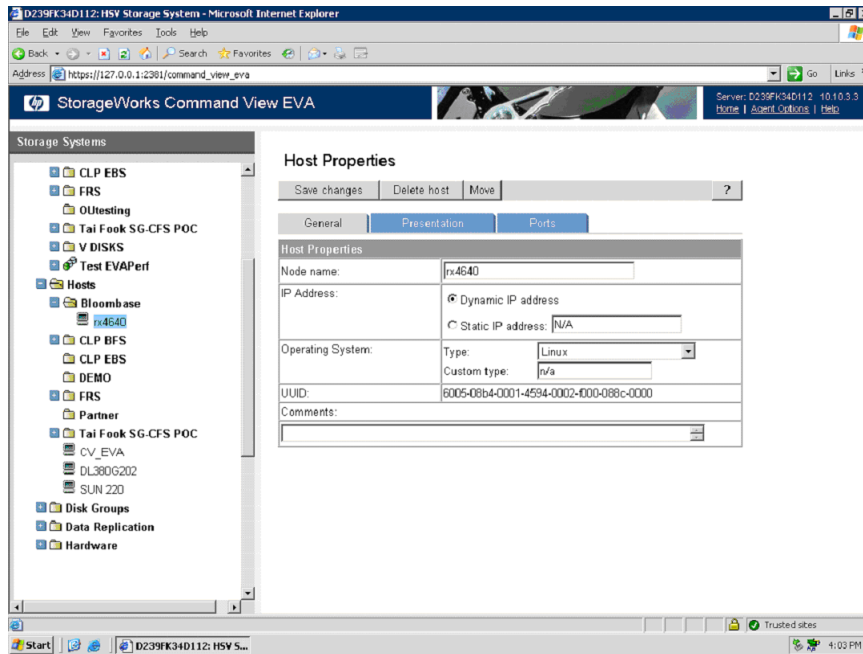 D239FK34D112: HSV Storage System - Microsoft Internet Explorer
File Edit View Favorites Tools Help
Back Search Favorites
Address https://127.0.0.1:2381/command_view_eva Go Links
hp StorageWorks Command View EVA
Server: D239FK34D112 10.10.3.3
Home | Agent Options | Help
Storage Systems
CLP EBS
FRS
OUtesting
Tai Fook SG-CFS POC
V DISKS
Test EVAPerf
Hosts
Bloombase
rx4640
CLP BFS
CLP EBS
DEMO
FRS
Partner
Tai Fook SG-CFS POC
CV_EVA
DL380G202
SUN 220
Disk Groups
Data Replication
Hardware
Host Properties
Save changes Delete host Move ?
General Presentation Ports
Host Properties
Node name: rx4640
IP Address: Dynamic IP address
Static IP address: N/A
Operating System: Type: Linux
Custom type: n/a
UUID: 6005-08b4-0001-4594-0002-f000-088c-0000
Comments:
Trusted sites
Start D239FK34D112: HSV S... 4:03 PM